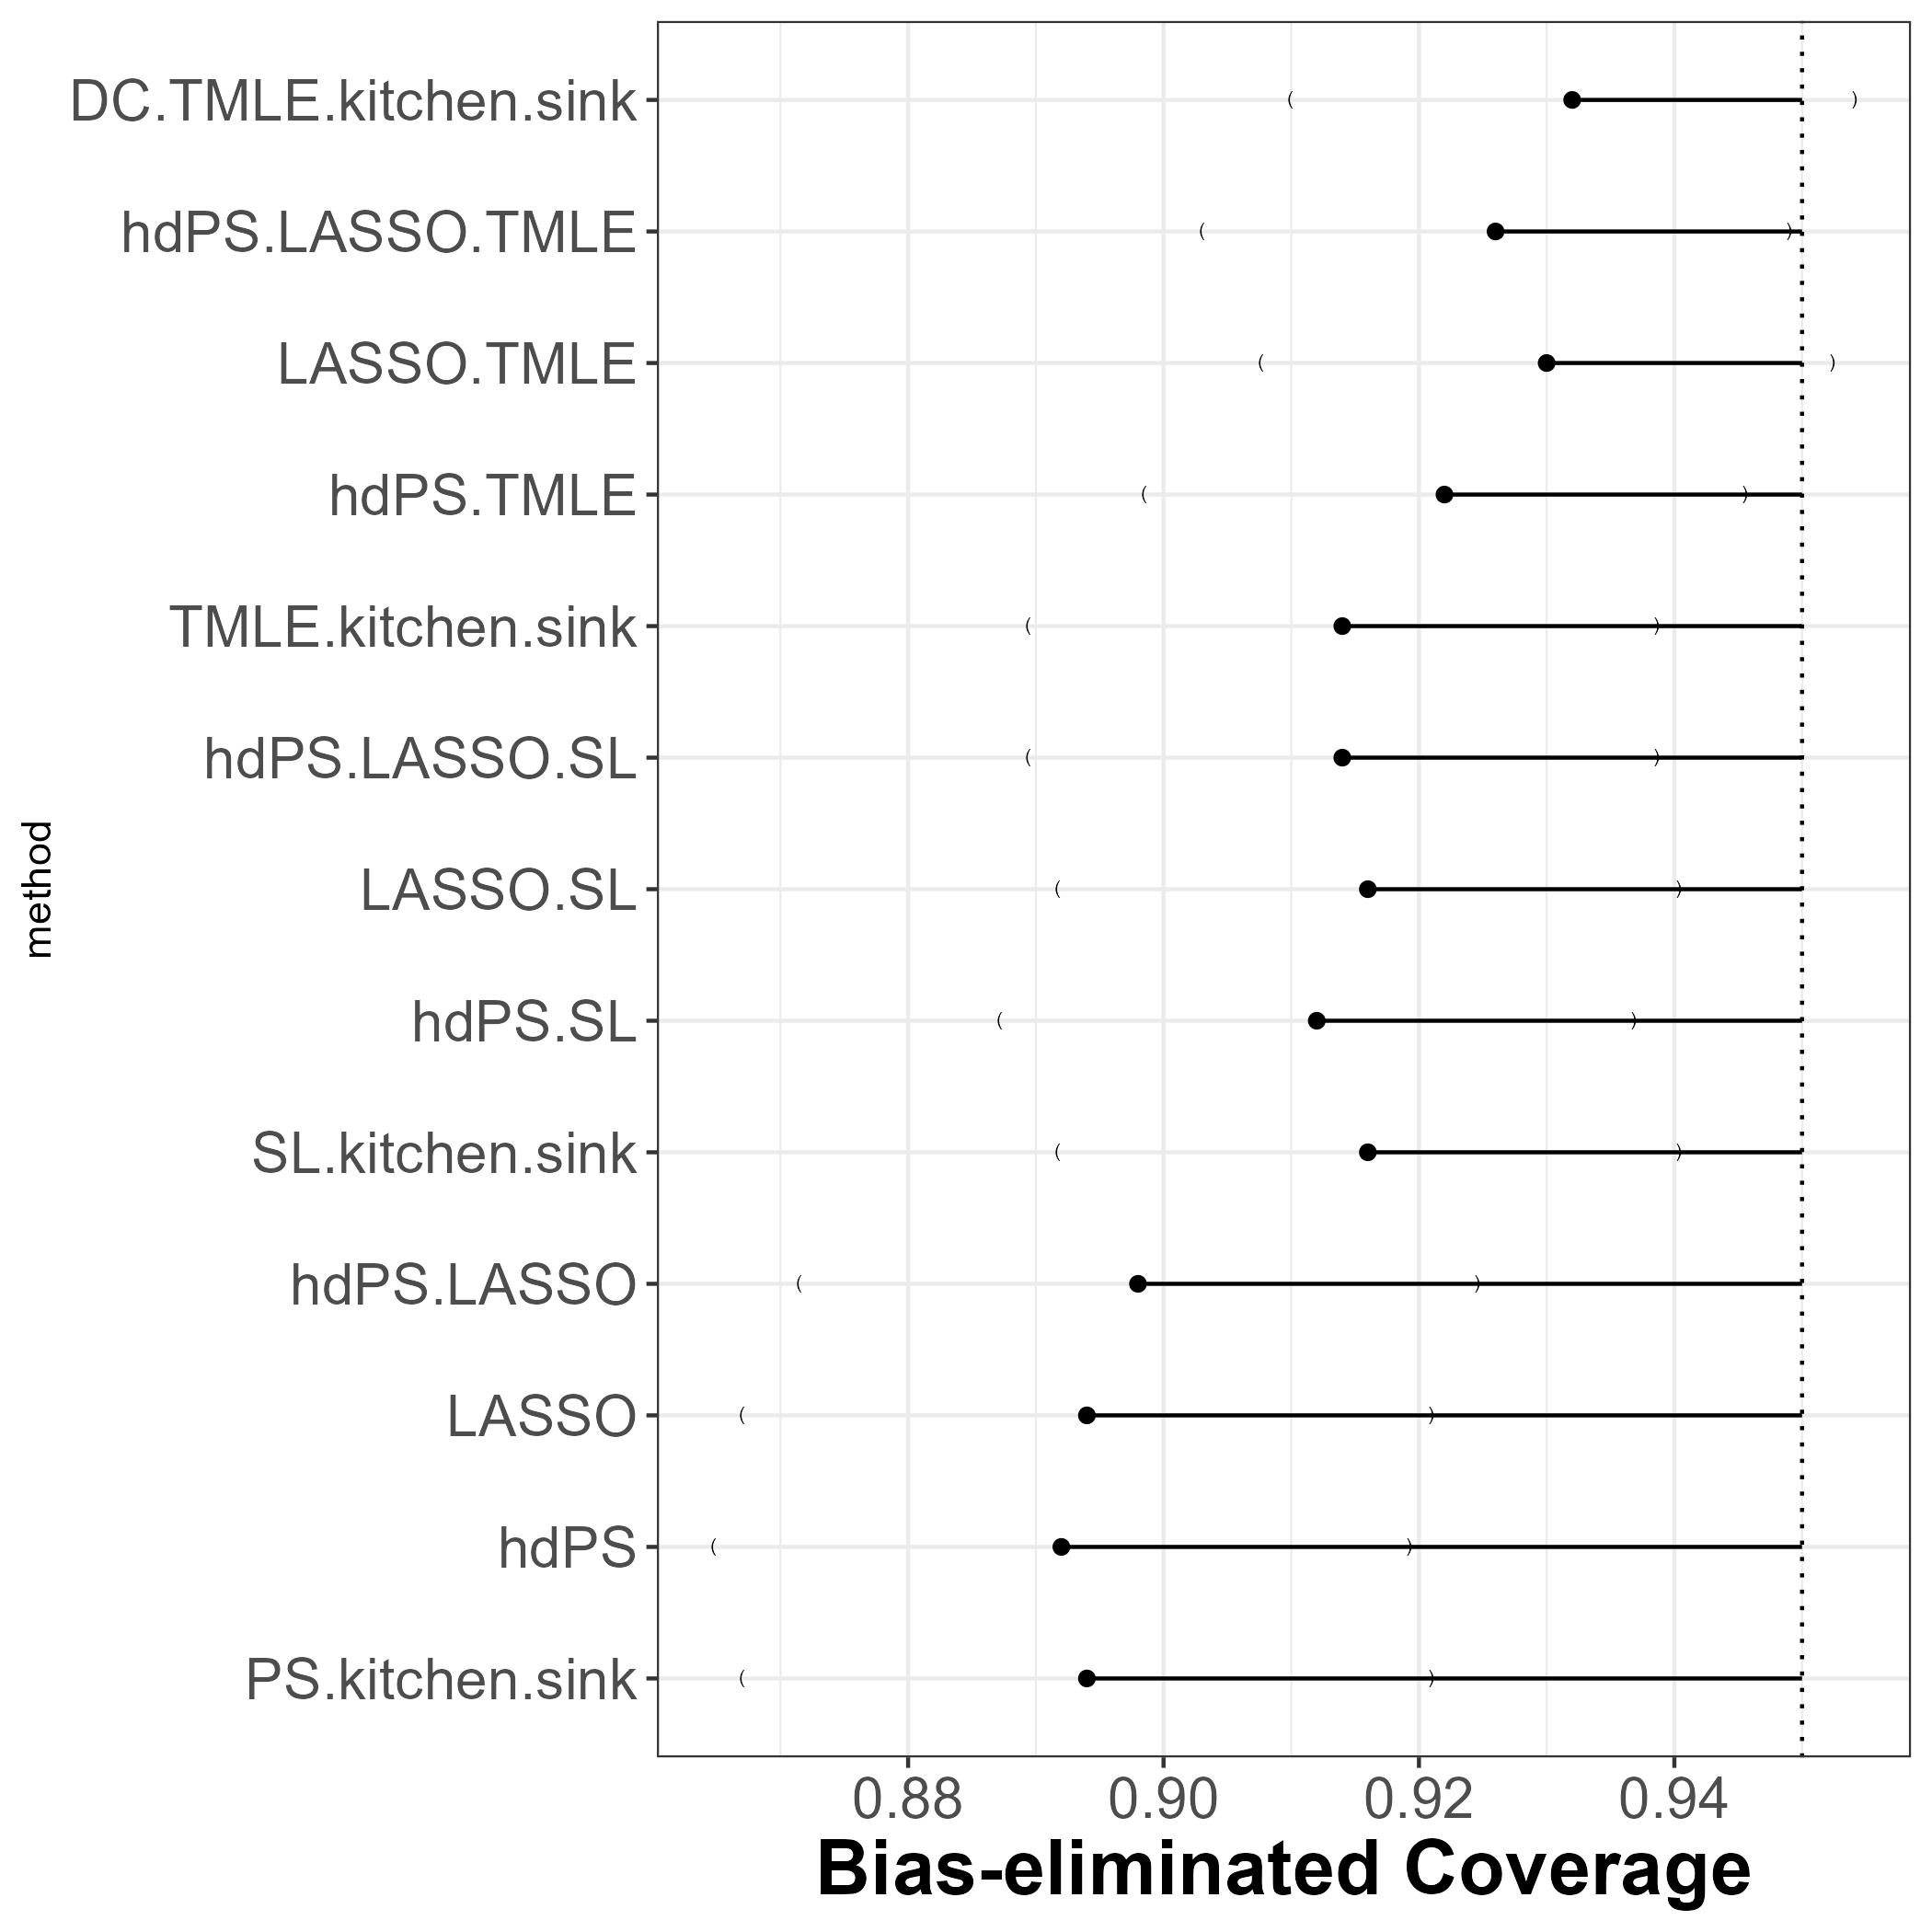 DC.TMLE.kitchen.sink
hdPS.LASSO.TMLE
LASSO.TMLE
hdPS.TMLE
TMLE.kitchen.sink
hdPS.LASSO.SL
LASSO.SL
hdPS.SL
SL.kitchen.sink
hdPS.LASSO
LASSO
hdPS
PS.kitchen.sink
method
0.88 0.90 0.92 0.94
Bias-eliminated Coverage